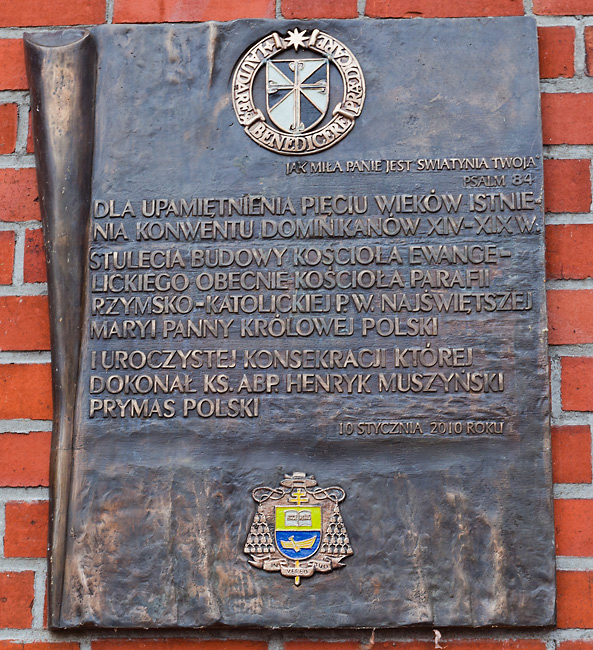 LAUDARE BENEDICERE PRÆDICARE
JAK MIŁA PANIE JEST ŚWIATYNIA TWOJA
PSALM 84
DLA UPAMIĘTNIENIA PIĘCIU WIEKÓW ISTNIE-
NIA KONWENTU DOMINIKANÓW XIV-XIX W.
STULECIA BUDOWY KOŚCIOŁA EWANGE-
LICKIEGO OBECNIE KOŚCIOŁA PARAFII
RZYMSKO-KATOLICKIEJ P.W. NAJŚWIĘTSZEJ
MARYI PANNY KRÓLOWEJ POLSKI
I UROCZYSTEJ KONSEKRACJI KTÓREJ
DOKONAŁ KS. ABP. HENRYK MUSZYŃSKI
PRYMAS POLSKI
10 STYCZNIA 2010 ROKU